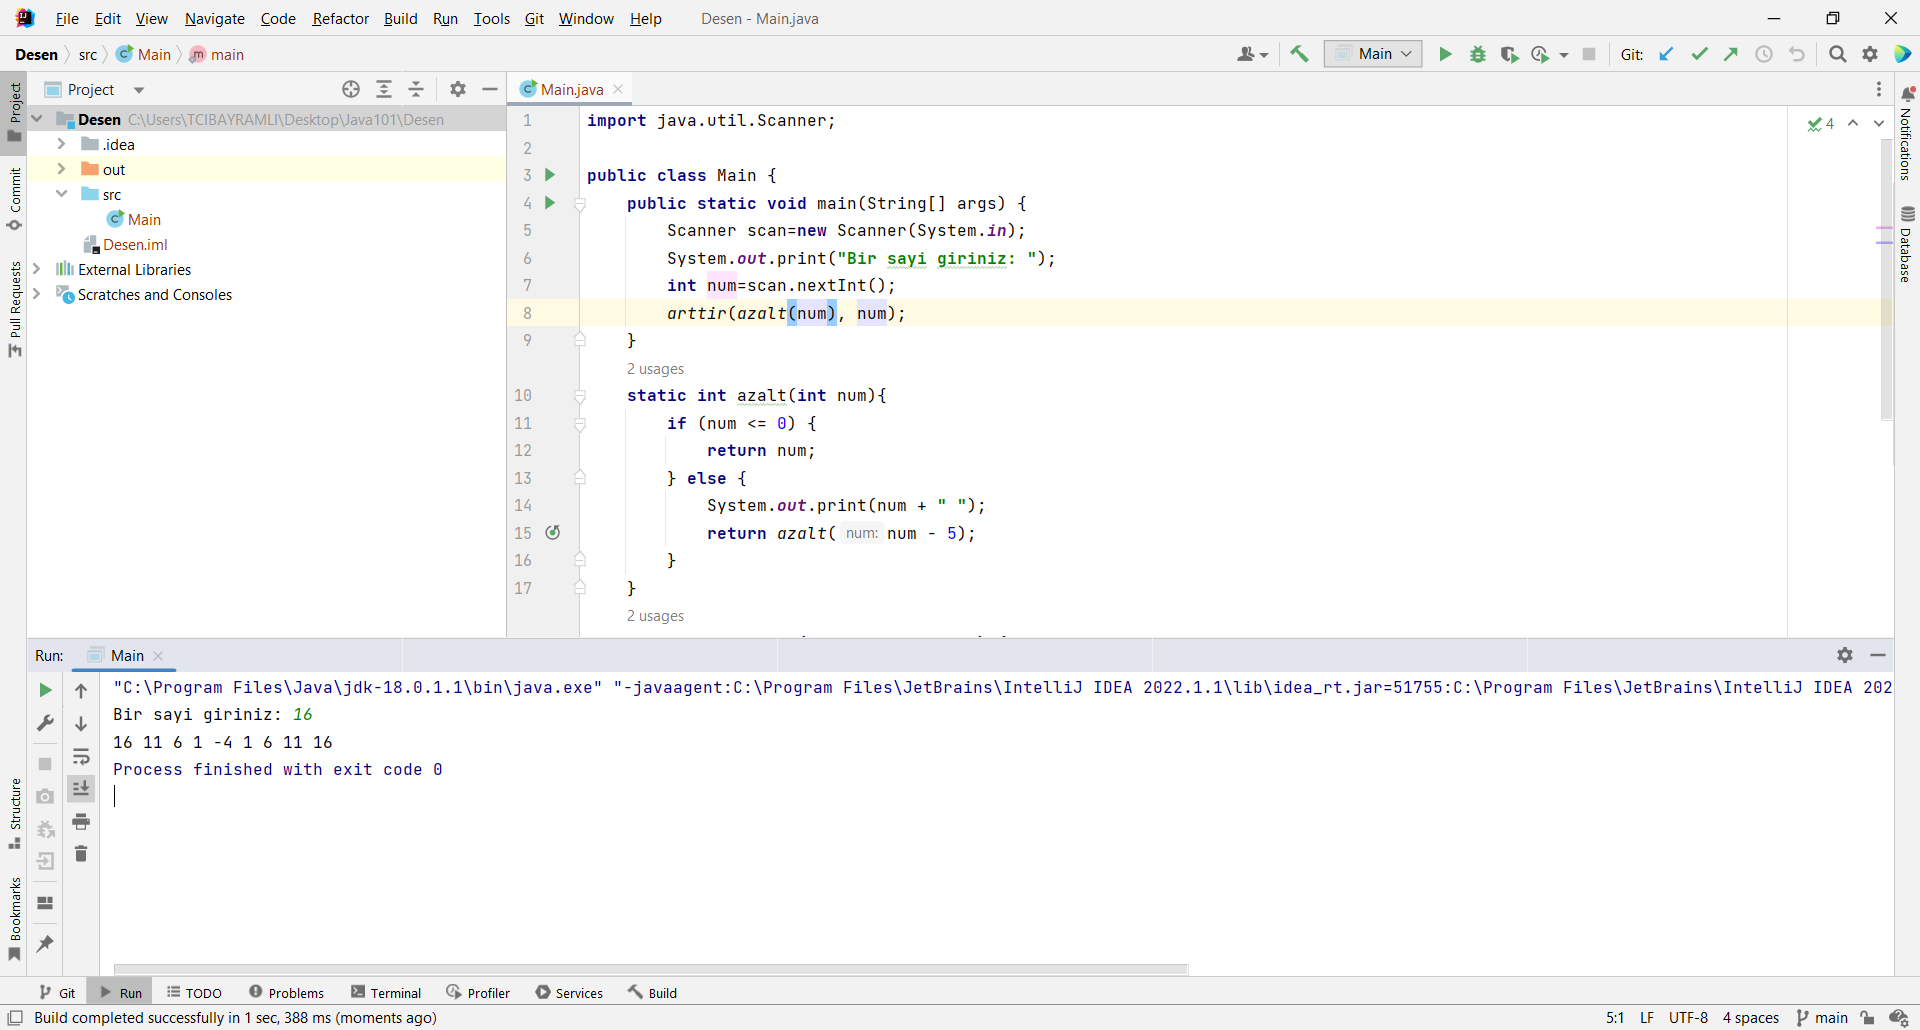 File Edit View Navigate Code Refactor Build Run Tools Git Window Help Desen - Main.java
Desen src Main main Main Git:
Project Main.java
Project
Commit
Pull Requests
Structure
Bookmarks
Desen C:\Users\TCIBAYRAMLI\Desktop\Java101\Desen
.idea
out
src
Main
Desen.iml
External Libraries
Scratches and Consoles
4
1 import java.util.Scanner;
2
3 public class Main {
4 public static void main(String[] args) {
5 Scanner scan=new Scanner(System.in);
6 System.out.print("Bir sayi giriniz: ");
7 int num=scan.nextInt();
8 arttir(azalt(num), num);
9 }
2 usages
10 static int azalt(int num){
11 if (num <= 0) {
12 return num;
13 } else {
14 System.out.print(num + " ");
15 return azalt( num: num - 5);
16 }
17 }
2 usages
Notifications
Database
Run: Main
"C:\Program Files\Java\jdk-18.0.1.1\bin\java.exe" "-javaagent:C:\Program Files\JetBrains\IntelliJ IDEA 2022.1.1\lib\idea_rt.jar=51755:C:\Program Files\JetBrains\IntelliJ IDEA 202
Bir sayi giriniz: 16
16 11 6 1 -4 1 6 11 16
Process finished with exit code 0
Git Run TODO Problems Terminal Profiler Services Build
Build completed successfully in 1 sec, 388 ms (moments ago) 5:1 LF UTF-8 4 spaces main